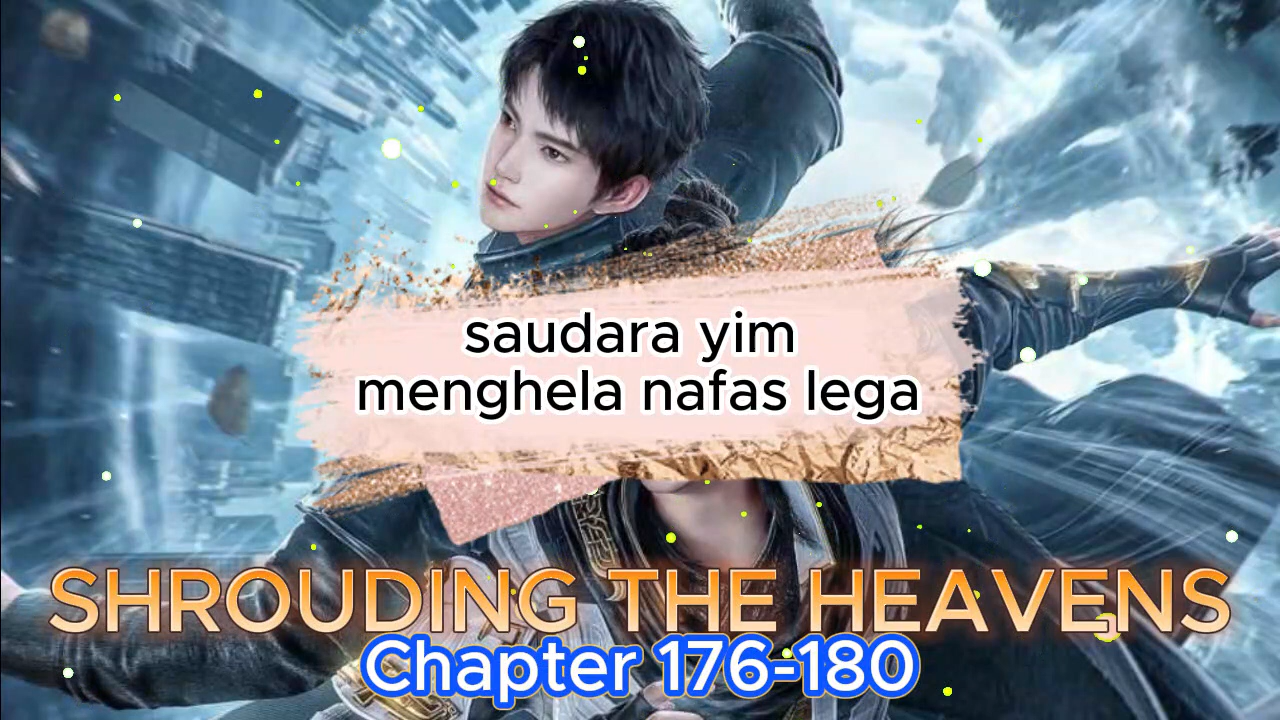 saudara yim
menghela nafas lega
SHROUDING THE HEAVENS
Chapter 176-180